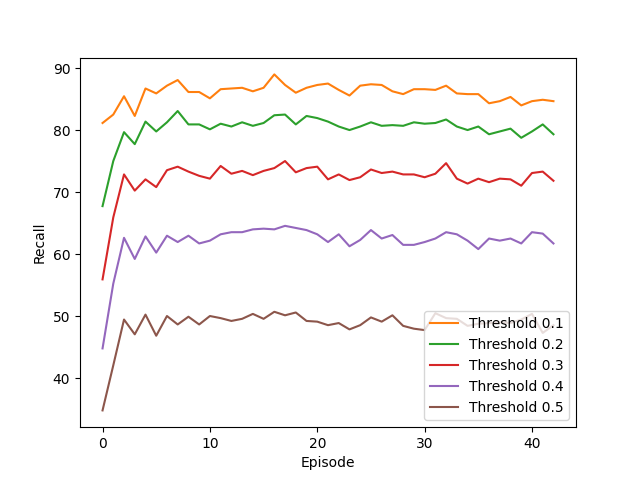 90
80
70
60
50
40
Recall
0 10 20 30 40
Episode
Threshold 0.1
Threshold 0.2
Threshold 0.3
Threshold 0.4
Threshold 0.5